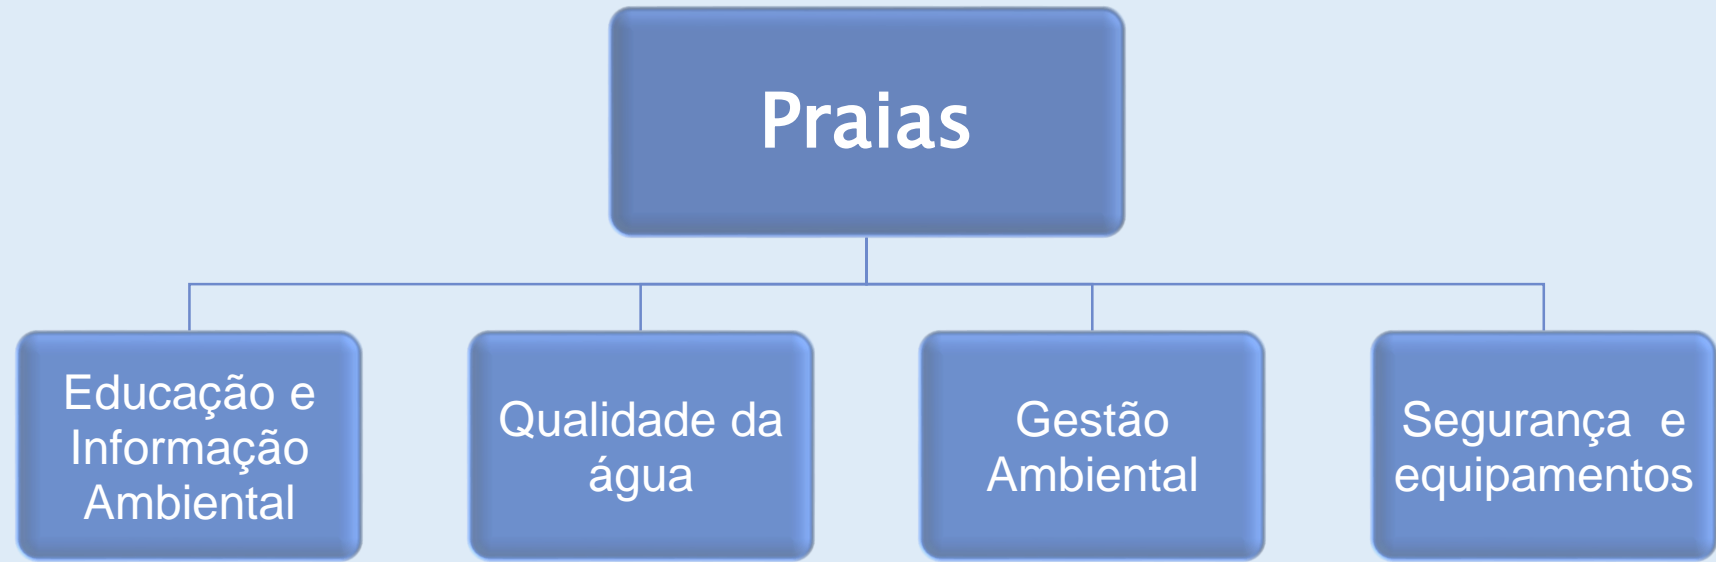 Praias
Educação e
Informação
Ambiental
Qualidade da
água
Gestão
Ambiental
Segurança e
equipamentos